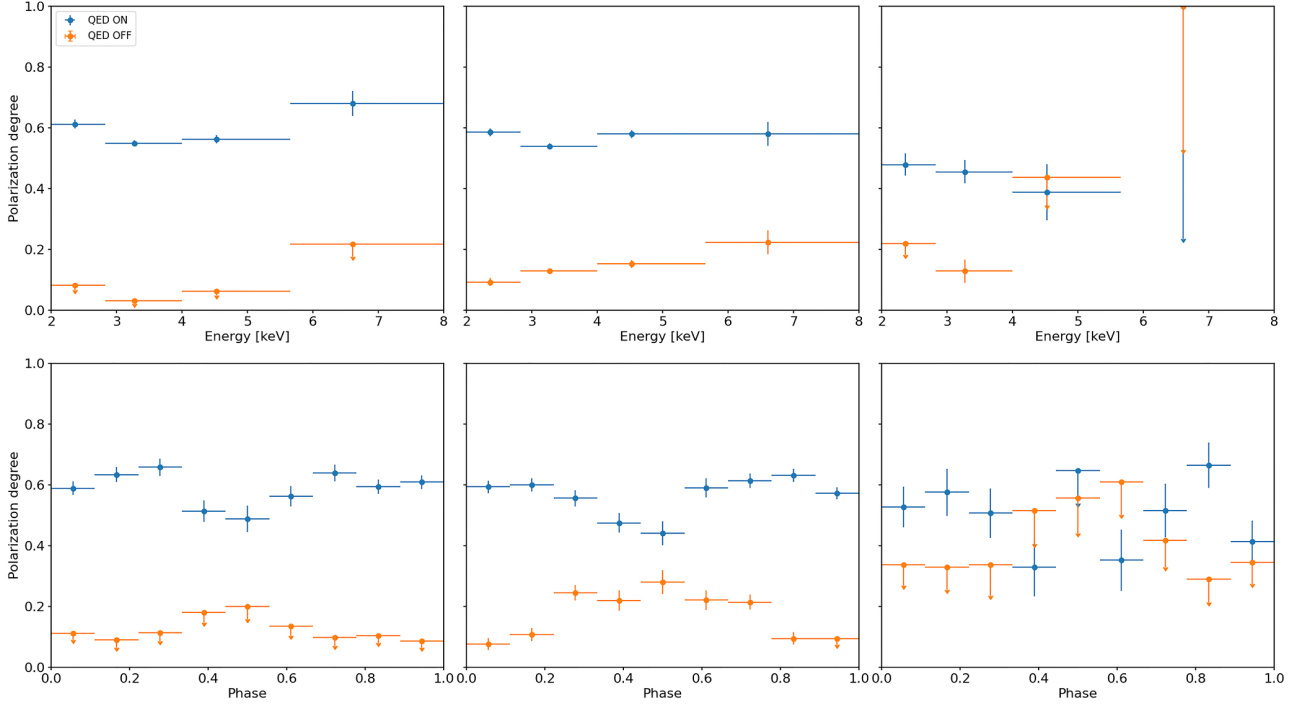 QED ON
QED OFF
Polarization degree
1.0
0.8
0.6
0.4
0.2
0.0
2 3 4 5 6 7 8
2 3 4 5 6 7 8
2 3 4 5 6 7 8
Energy [keV]
Energy [keV]
Energy [keV]
Polarization degree
1.0
0.8
0.6
0.4
0.2
0.0
0.0 0.2 0.4 0.6 0.8 1.0
0.0 0.2 0.4 0.6 0.8 1.0
0.0 0.2 0.4 0.6 0.8 1.0
Phase
Phase
Phase